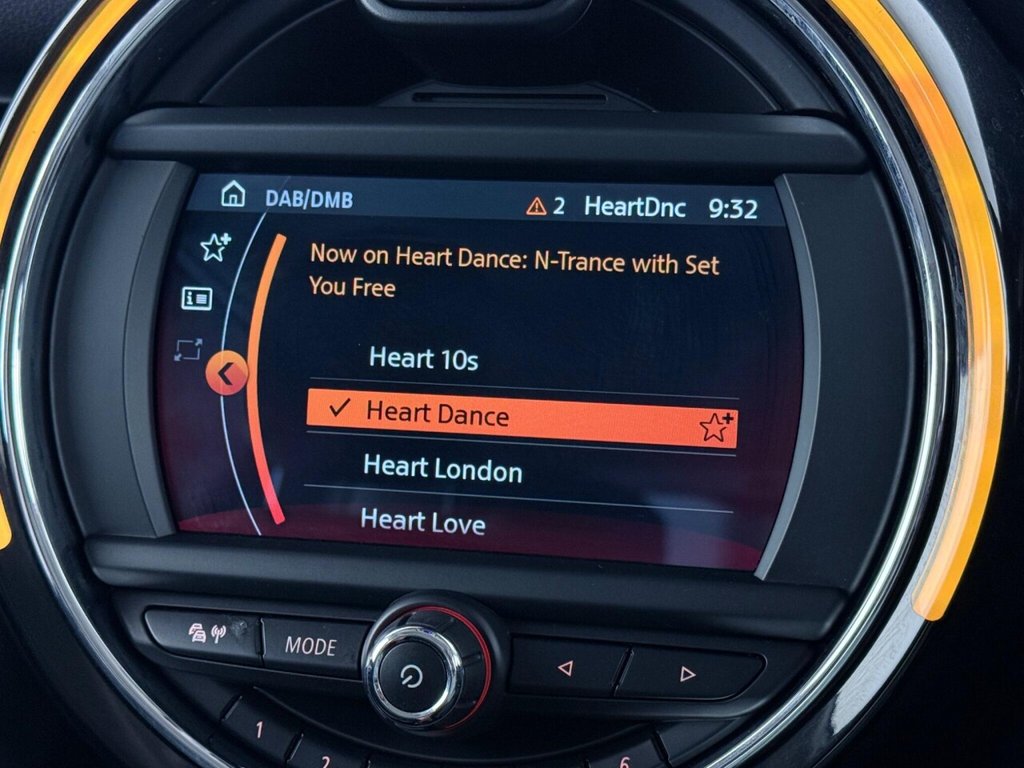 DAB/DMB
2 HeartDnc 9:32
Now on Heart Dance: N-Trance with Set
You Free
Heart 10s
Heart Dance
Heart London
Heart Love
MODE
1
2
6